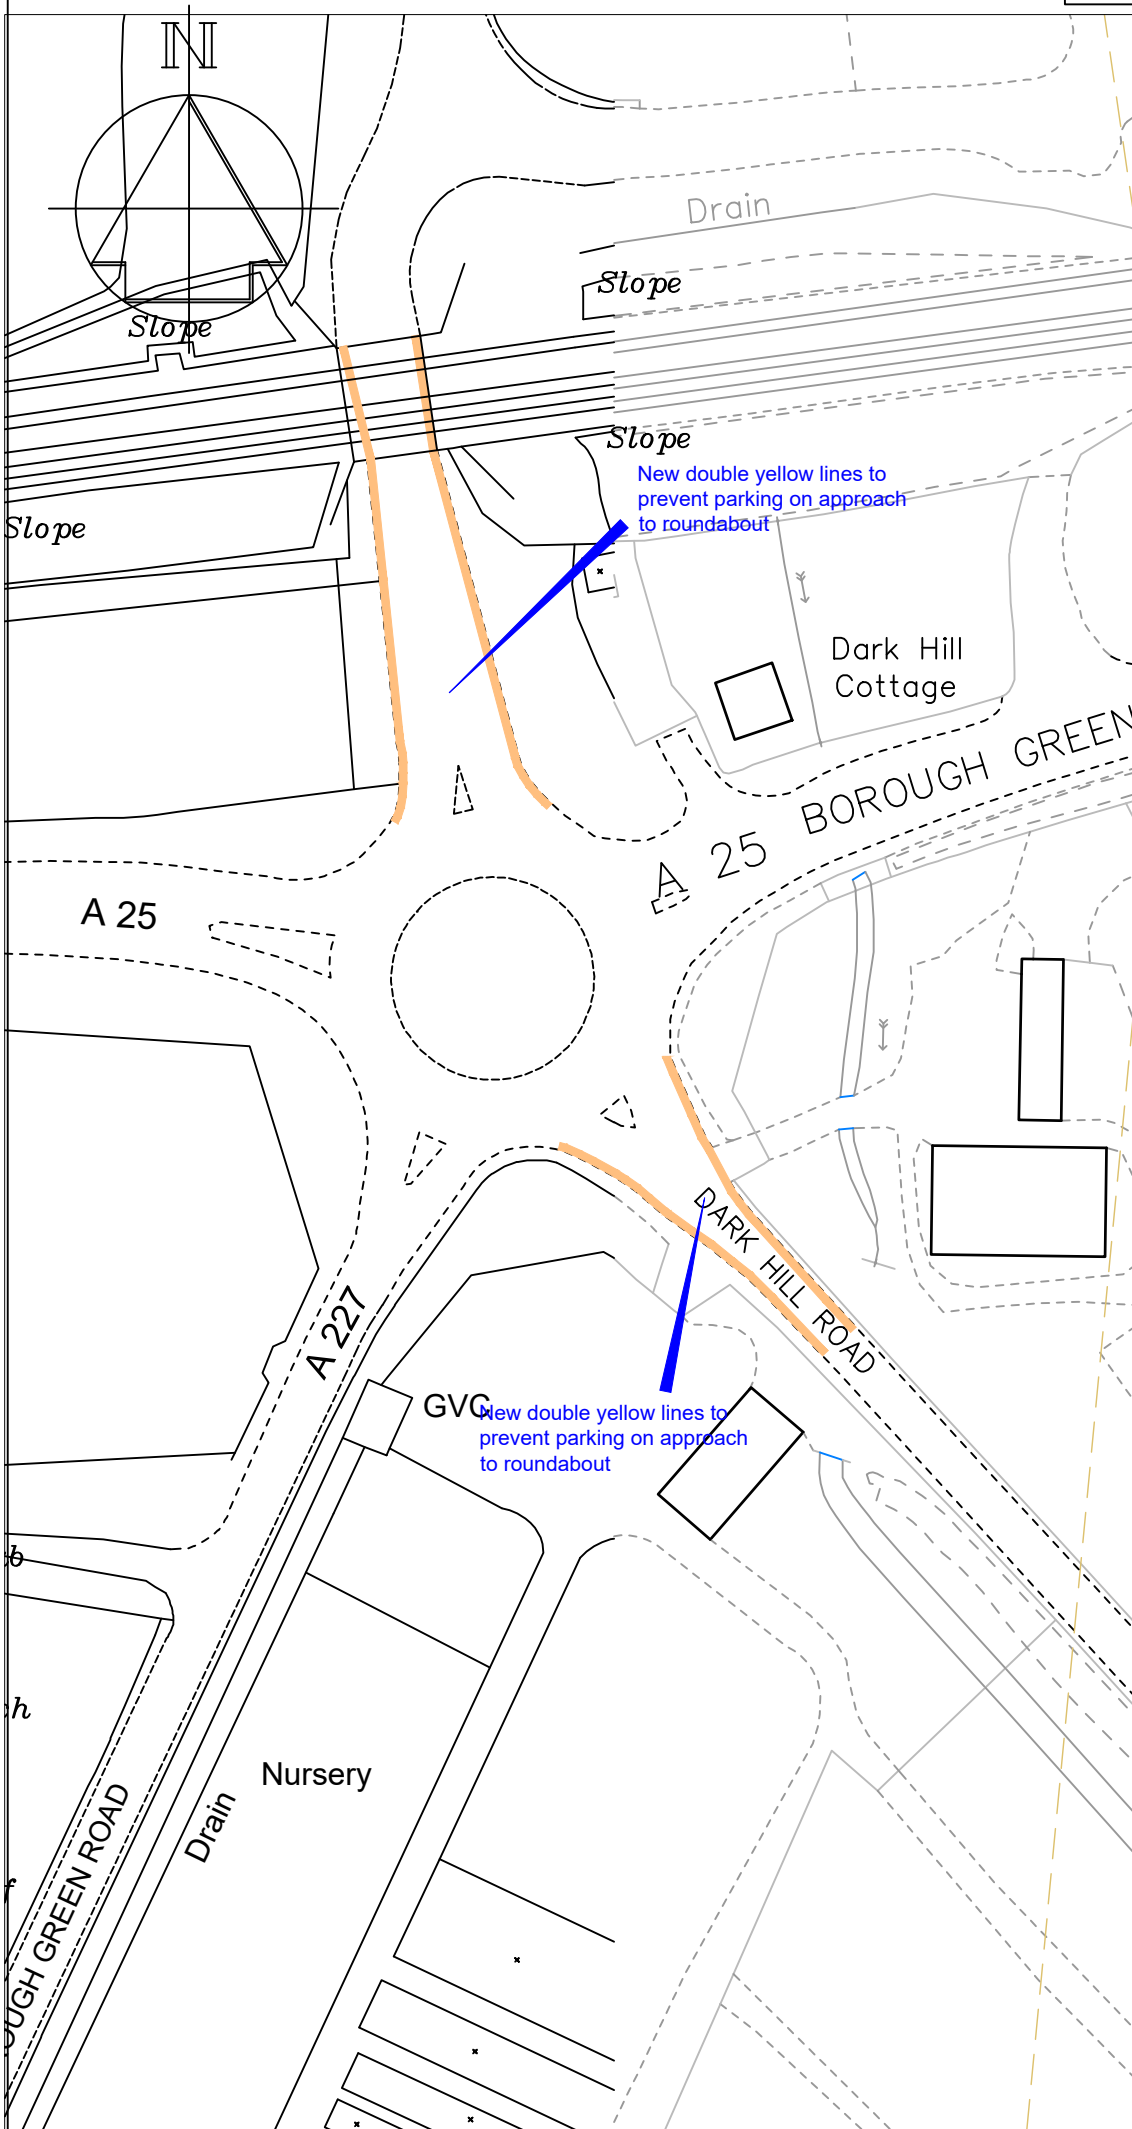 N
Drain
Slope
Slope
Slope
New double yellow lines to
prevent parking on approach
to roundabout
Slope
Dark Hill
Cottage
A 25 BOROUGH GREEN
A 25
DARK HILL ROAD
A 227
GVC
New double yellow lines to
prevent parking on approach
to roundabout
Nursery
Drain
OUGH GREEN ROAD